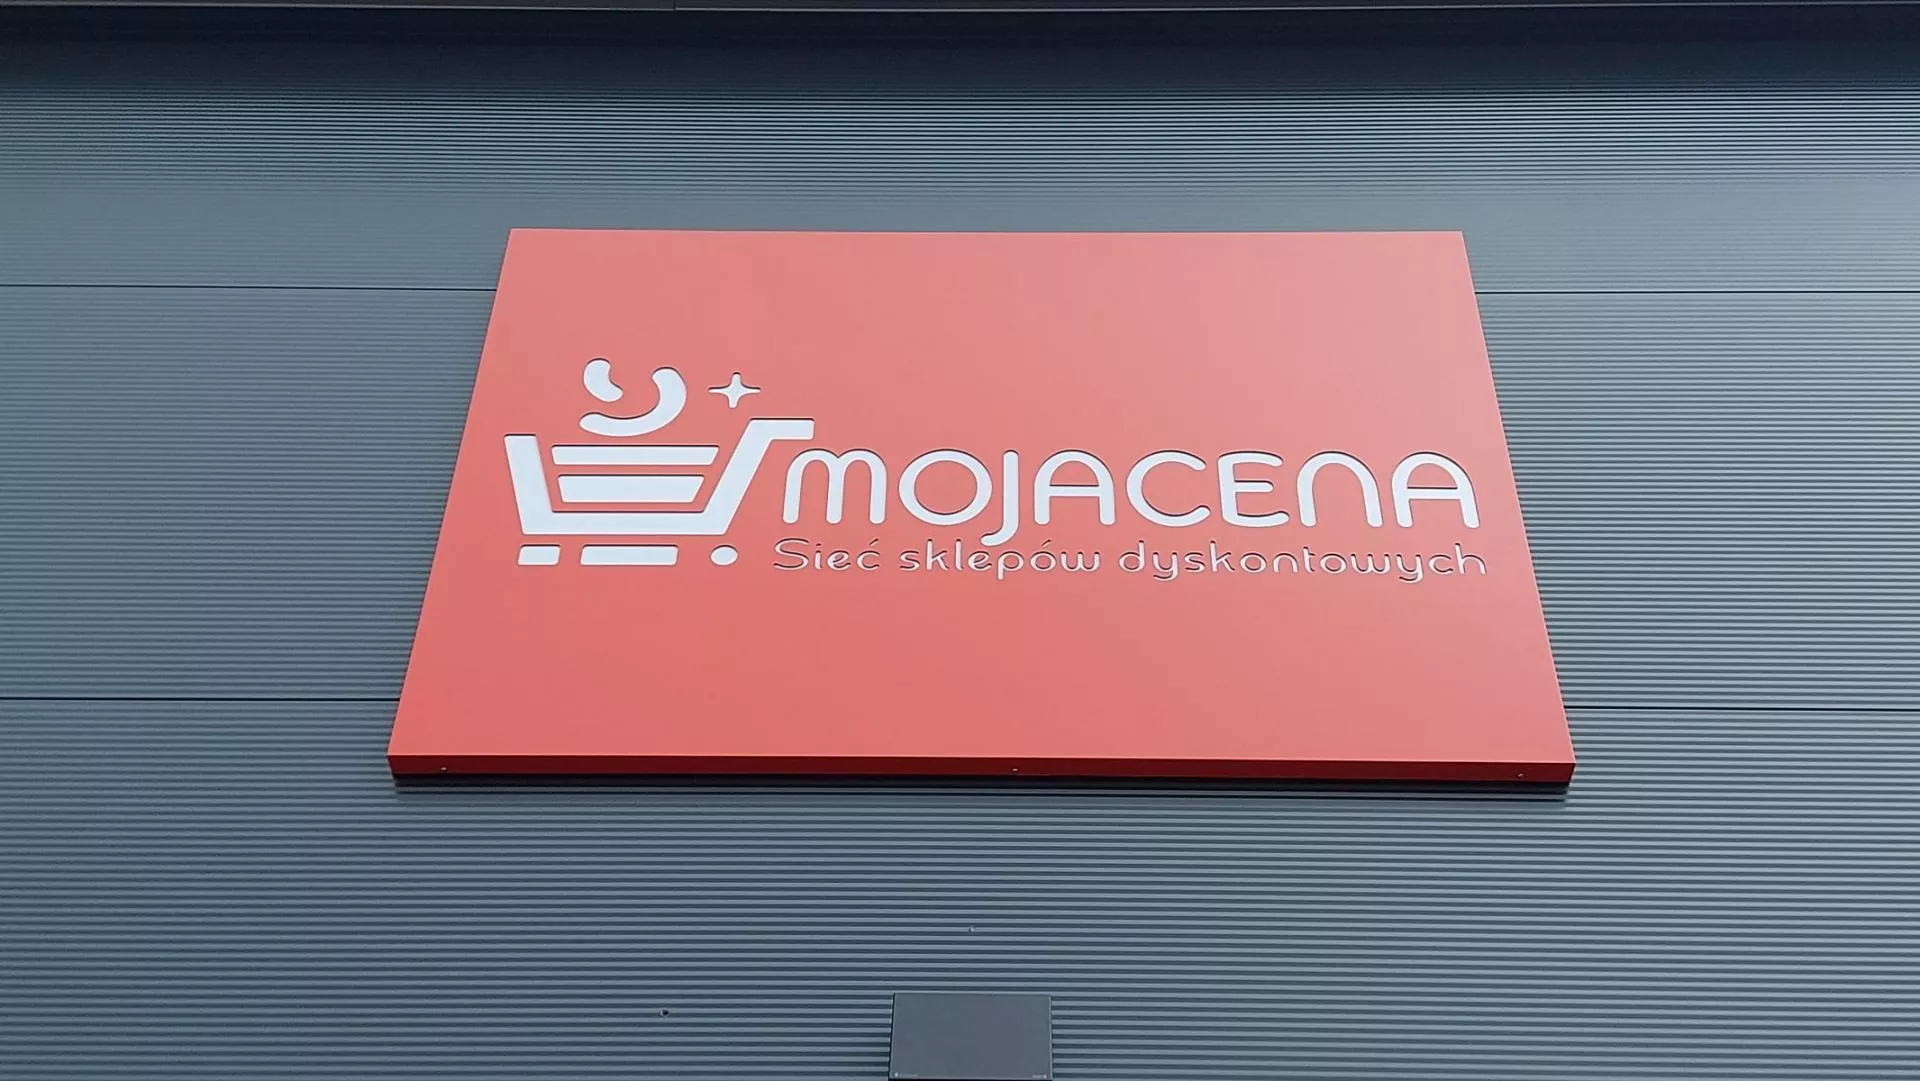 MOJACENA
Sieć sklepów dyskontowych